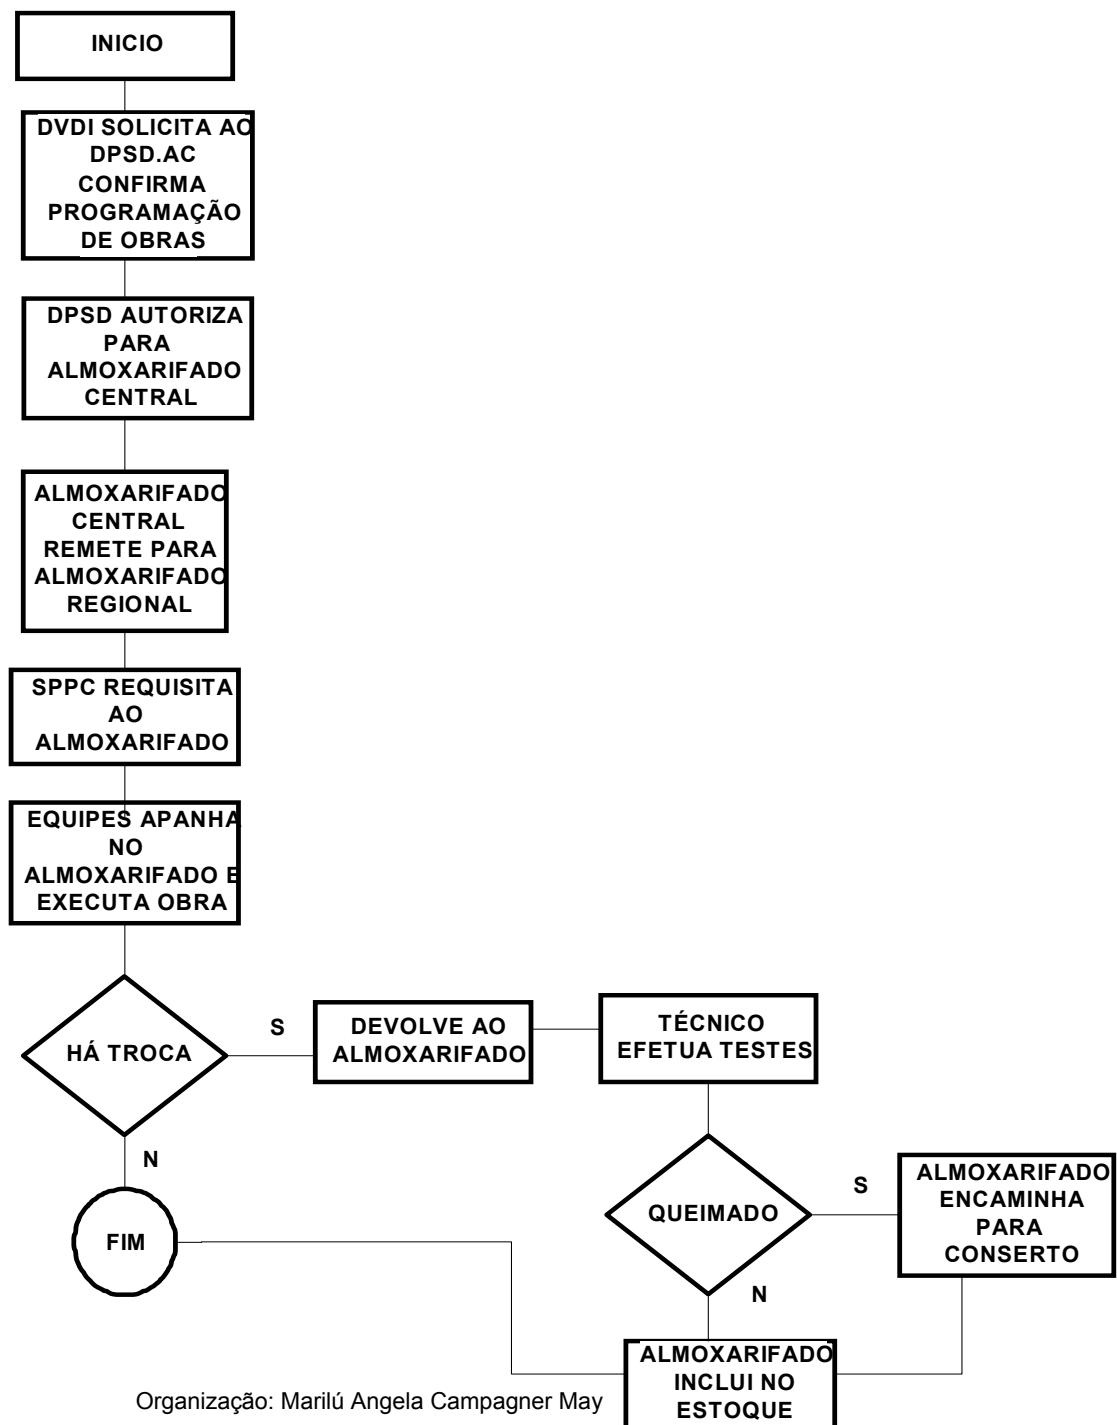 INICIO
DVDI SOLICITA AO
DPSD.AC
CONFIRMA
PROGRAMAÇÃO
DE OBRAS
DPSD AUTORIZA
PARA
ALMOXARIFADO
CENTRAL
ALMOXARIFADO
CENTRAL
REMETE PARA
ALMOXARIFADO
REGIONAL
SPPC REQUISITA
AO
ALMOXARIFADO
EQUIPES APANHA
NO
ALMOXARIFADO E
EXECUTA OBRA
HÁ TROCA
S
DEVOLVE AO
ALMOXARIFADO
TÉCNICO
EFETUA TESTES
N
FIM
QUEIMADO
S
ALMOXARIFADO
ENCAMINHA
PARA
CONSERTO
N
ALMOXARIFADO
INCLUI NO
ESTOQUE
Organização: Marilú Angela Campagner May